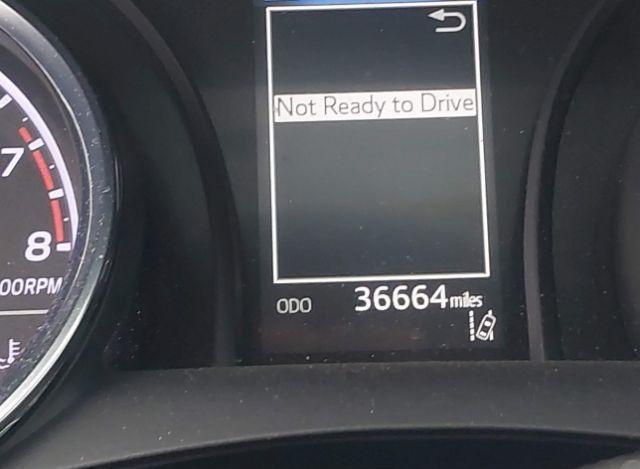 Not Ready to Drive
7
8
00RPM
ODO 36664 miles